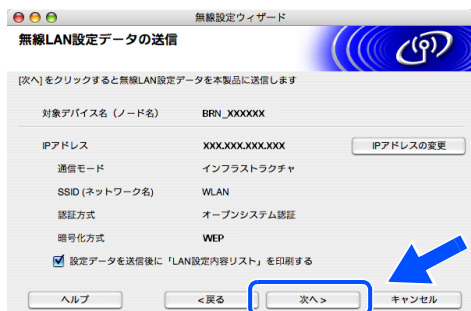 無線設定ウィザード
無線LAN設定データの送信
[次へ] をクリックすると無線LAN設定データを本製品に送信します
対象デバイス名（ノード名） BRN_XXXXXX
IPアドレス XXX.XXX.XXX.XXX IPアドレスの変更
通信モード インフラストラクチャ
SSID (ネットワーク名) WLAN
認証方式 オープンシステム認証
暗号化方式 WEP
設定データを送信後に「LAN設定内容リスト」を印刷する
ヘルプ <戻る 次へ > キャンセル